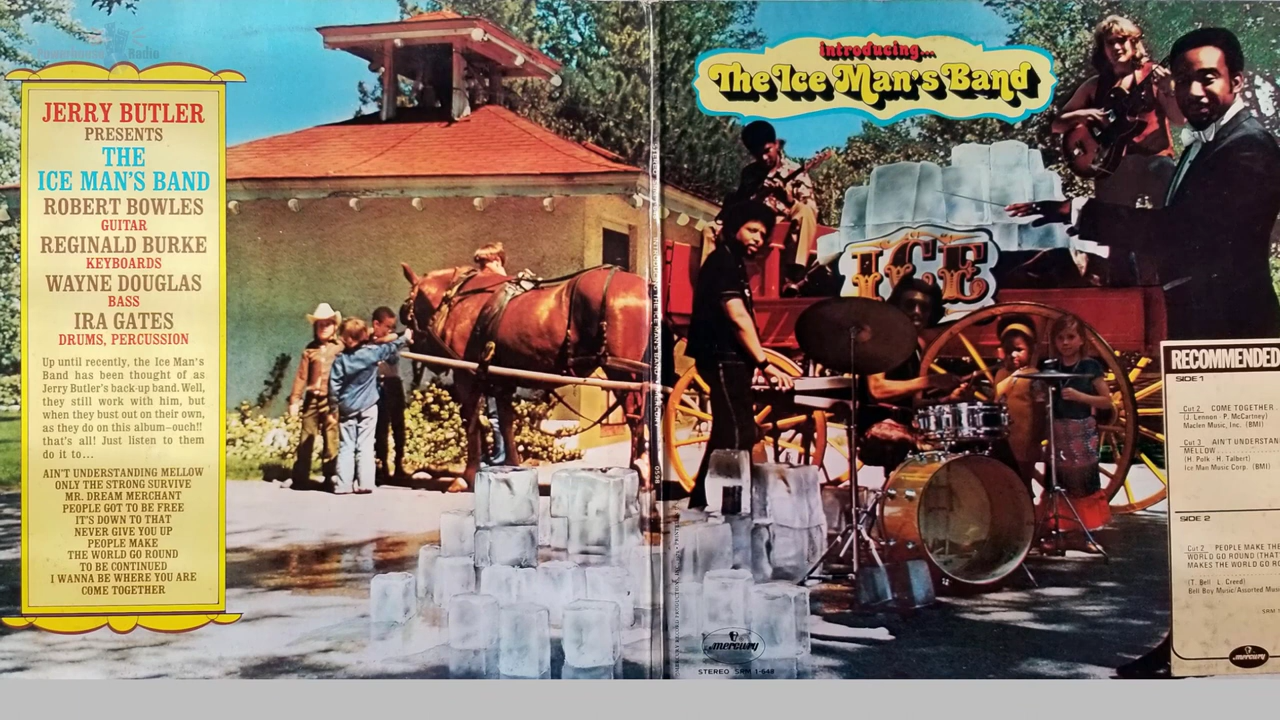 Radio
JERRY BUTLER
PRESENTS
THE
ICE MAN'S BAND
ROBERT BOWLES
GUITAR
REGINALD BURKE
KEYBOARDS
WAYNE DOUGLAS
BASS
IRA GATES
DRUMS, PERCUSSION
Up until recently, the Ice Man's
Band has been thought of as
Jerry Butler's back-up band. Well,
they still work with him, but
when they bust out on their own,
as they do on this album—ouch!!
that's all! Just listen to them
do it to...
AIN'T UNDERSTANDING MELLOW
ONLY THE STRONG SURVIVE
MR. DREAM MERCHANT
PEOPLE GOT TO BE FREE
IT'S DOWN TO THAT
NEVER GIVE YOU UP
PEOPLE MAKE
THE WORLD GO ROUND
TO BE CONTINUED
I WANNA BE WHERE YOU ARE
COME TOGETHER
introducing...
The Ice Man's Band
ICE
RECOMMENDED
SIDE 1
Cut 2 COME TOGETHER
(J. Lennon - P. McCartney)
Maclen Music, Inc. (BMI)
Cut 3 AIN'T UNDERSTAN
MELLOW
(H. Polk - H. Talbert)
Ice Man Music Corp. (BMI)
SIDE 2
Cut 2 PEOPLE MAKE THE
WORLD GO ROUND (THAT
MAKES THE WORLD GO RO
(T. Bell L. Creed)
Bell Boy Music/Assorted Mus
SRM-1
mercury
mercury
STEREO SRM 1-648